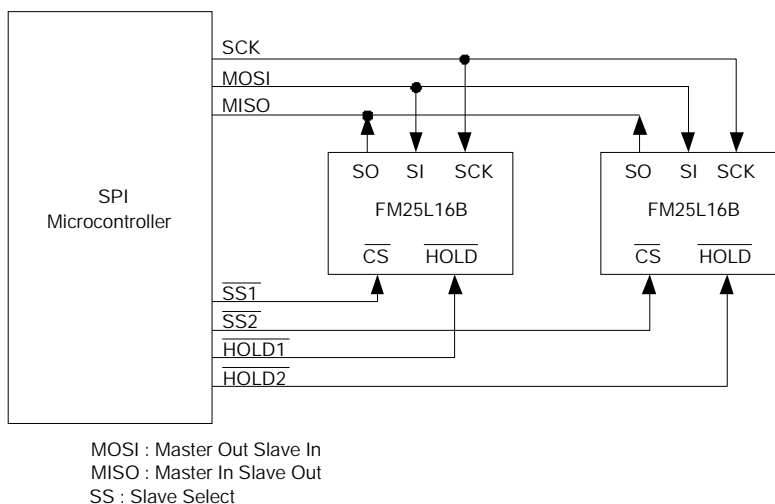 SCK
MOSI
MISO
SO SI SCK
SO SI SCK
SPI
Microcontroller
FM25L16B
FM25L16B
CS HOLD
CS HOLD
SS1
SS2
HOLD1
HOLD2
MOSI : Master Out Slave In
MISO : Master In Slave Out
SS : Slave Select